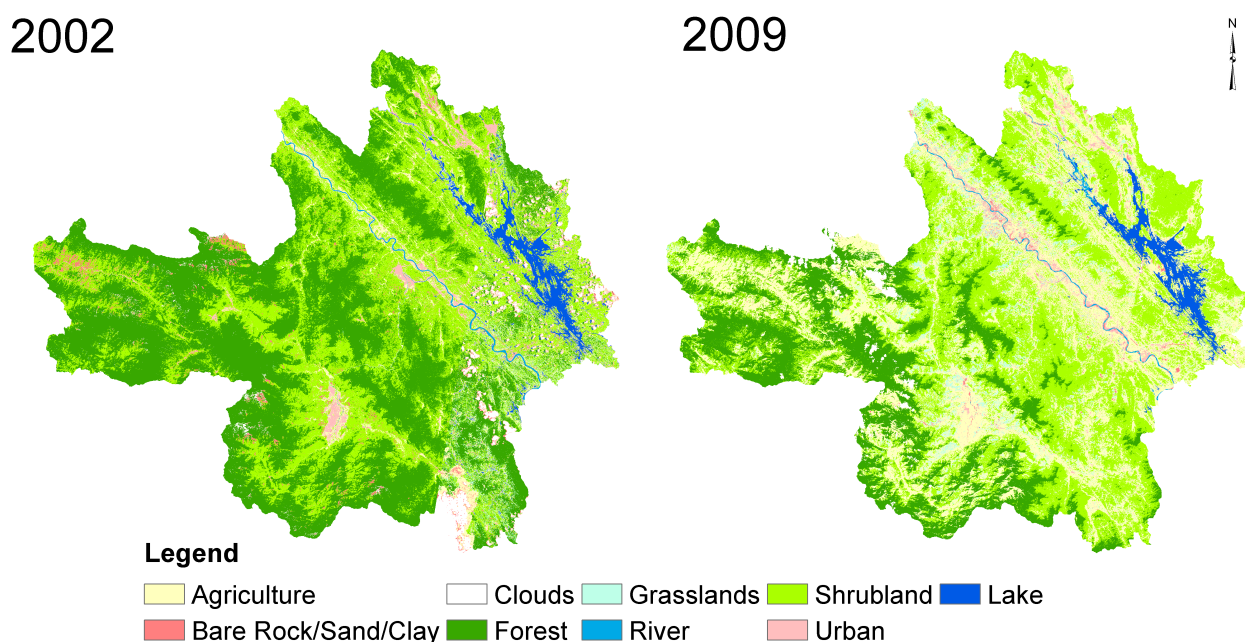 2002
2009
N
Legend
Agriculture
Clouds
Grasslands
Shrubland
Lake
Bare Rock/Sand/Clay
Forest
River
Urban